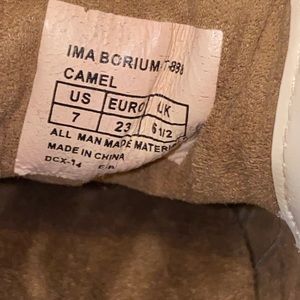 IMA BORIUM-T-898
CAMEL
US EURO UK
7 23 6 1/2
ALL MAN MADE MATERI
MADE IN CHINA
DCX-14